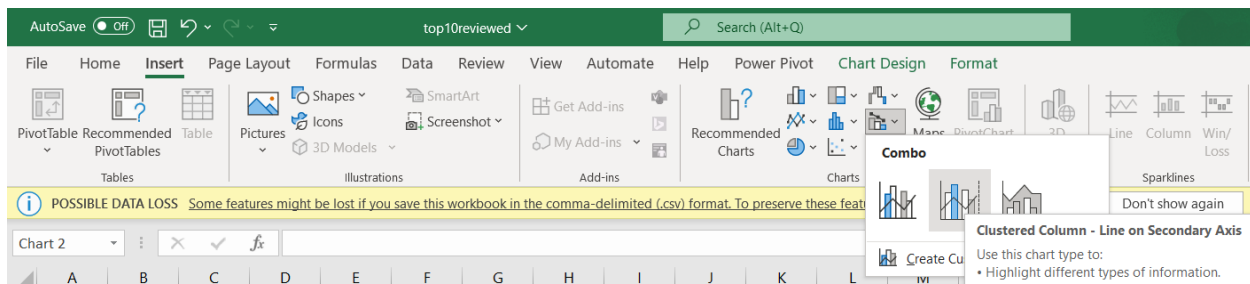 AutoSave Off top10reviewed Search (Alt+Q)
File Home Insert Page Layout Formulas Data Review View Automate Help Power Pivot Chart Design Format
PivotTable
Recommended PivotTables
Table
Tables
Pictures
Shapes
Icons
3D Models
SmartArt
Screenshot
Illustrations
Get Add-ins
My Add-ins
Add-ins
Recommended Charts
Maps
PivotChart
3D
Charts
Line
Column
Win/ Loss
Sparklines
Combo
POSSIBLE DATA LOSS Some features might be lost if you save this workbook in the comma-delimited (.csv) format. To preserve these feat
Don't show again
Clustered Column - Line on Secondary Axis
Use this chart type to:
• Highlight different types of information.
Create Cu
Chart 2 fx
A B C D E F G H I J K L M